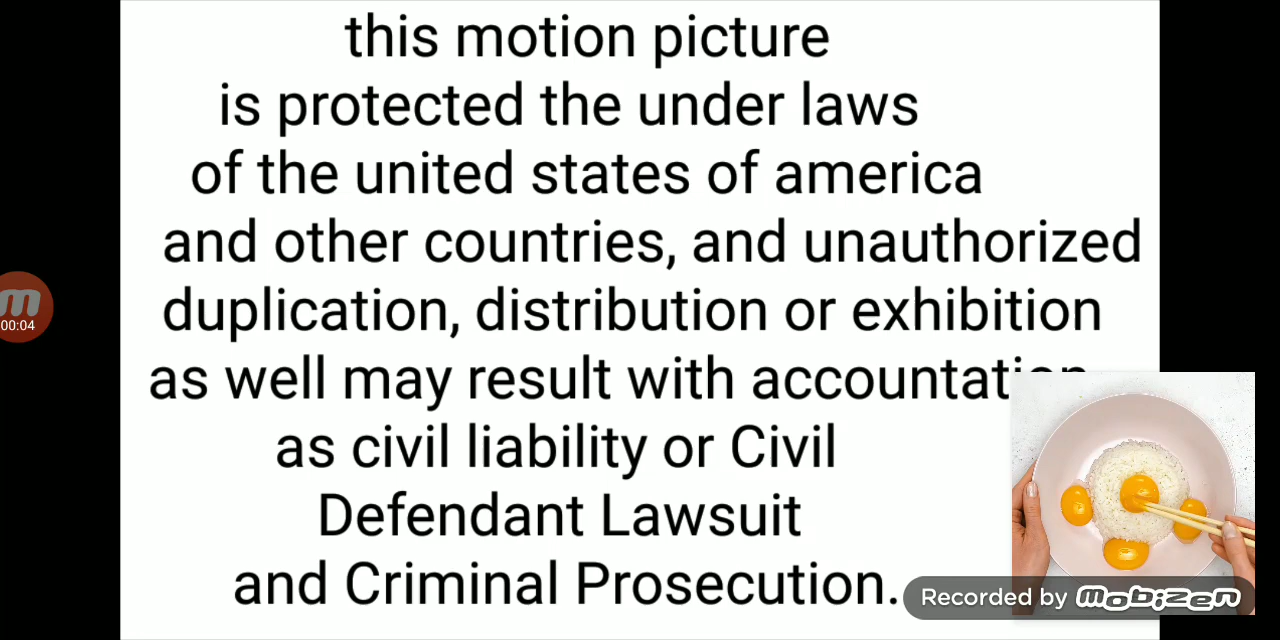 this motion picture
is protected the under laws
of the united states of america
and other countries, and unauthorized
duplication, distribution or exhibition
as well may result with accountation
as civil liability or Civil
Defendant Lawsuit
and Criminal Prosecution.
00:04
Recorded by mobizen